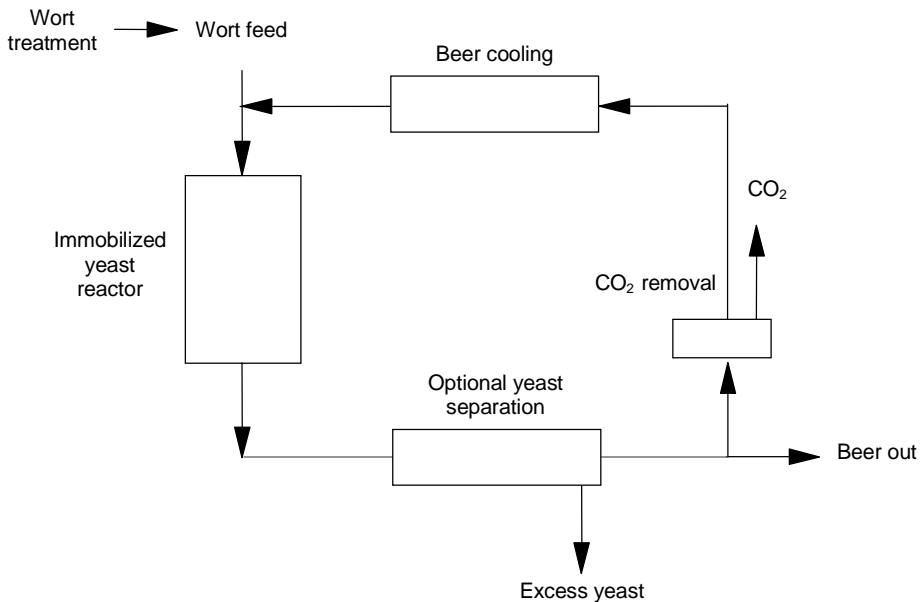 Wort
treatment
Wort feed
Beer cooling
CO₂
Immobilized
yeast
reactor
CO₂ removal
Optional yeast
separation
Beer out
Excess yeast